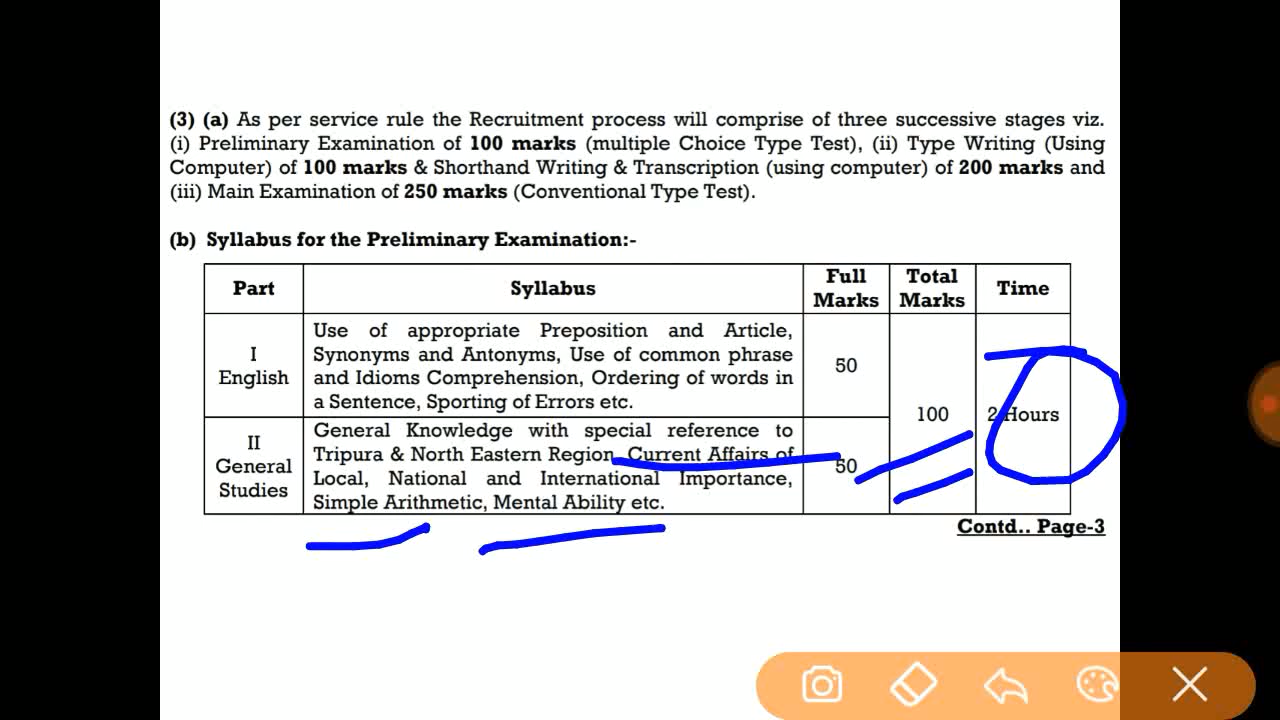 (3) (a) As per service rule the Recruitment process will comprise of three successive stages viz.
(i) Preliminary Examination of 100 marks (multiple Choice Type Test), (ii) Type Writing (Using
Computer) of 100 marks & Shorthand Writing & Transcription (using computer) of 200 marks and
(iii) Main Examination of 250 marks (Conventional Type Test).
(b) Syllabus for the Preliminary Examination:-
Part
Syllabus
Full
Marks
Total
Marks
Time
I
English
Use of appropriate Preposition and Article,
Synonyms and Antonyms, Use of common phrase
and Idioms Comprehension, Ordering of words in
a Sentence, Sporting of Errors etc.
50
100
2 Hours
II
General
Studies
General Knowledge with special reference to
Tripura & North Eastern Region, Current Affairs of
Local, National and International Importance,
Simple Arithmetic, Mental Ability etc.
50
Contd.. Page-3